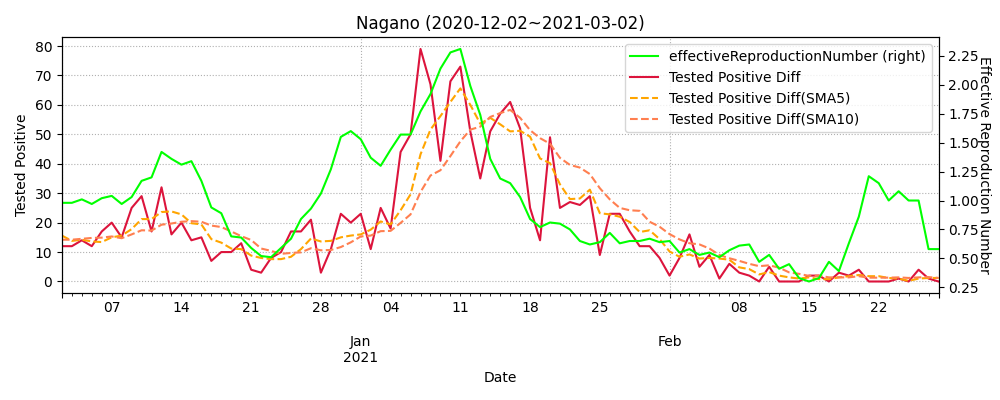 Nagano (2020-12-02~2021-03-02)
effectiveReproductionNumber (right)
Tested Positive Diff
Tested Positive Diff(SMA5)
Tested Positive Diff(SMA10)
Tested Positive
80
70
60
50
40
30
20
10
0
2.25
2.00
1.75
1.50
1.25
1.00
0.75
0.50
0.25
Effective Reproduction Number
07 14 21 28 04 11 18 25 08 15 22
Jan Feb
2021
Date